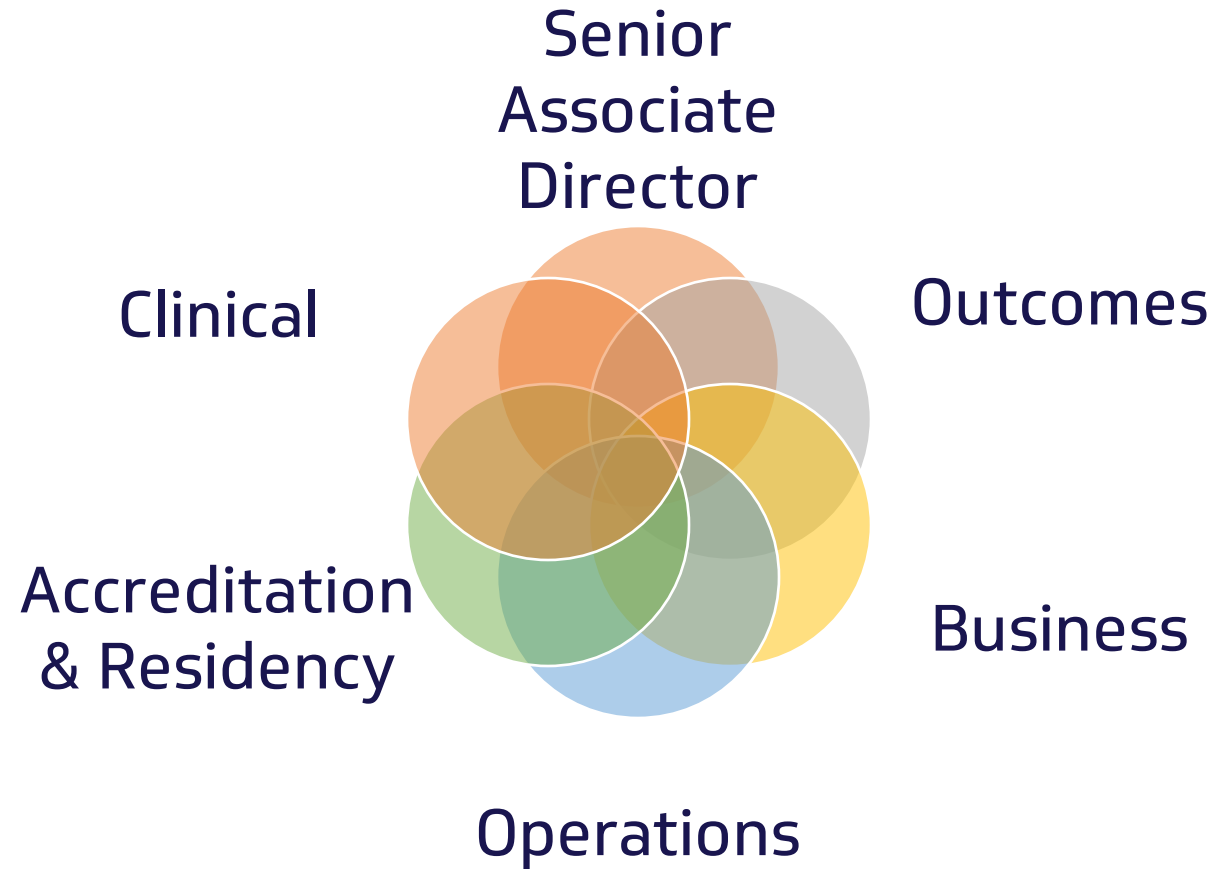 Senior
Associate
Director
Clinical
Outcomes
Accreditation
& Residency
Business
Operations